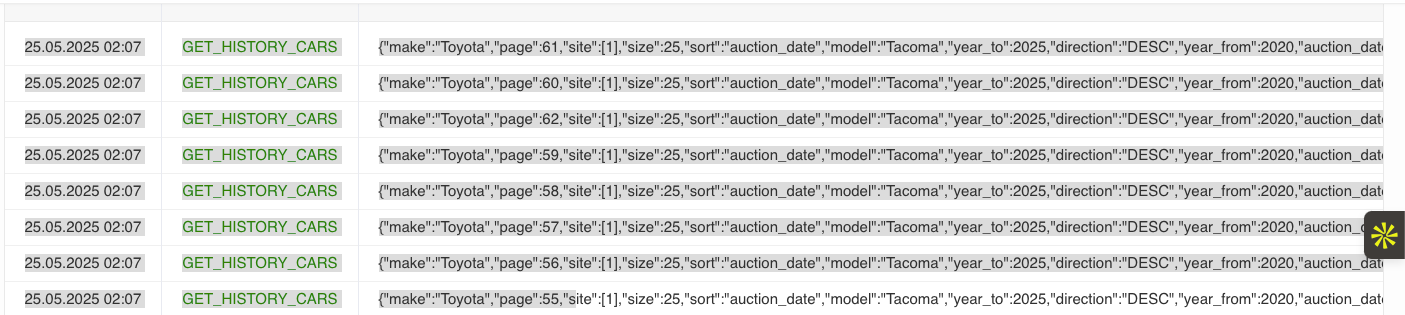 25.05.2025 02:07 GET_HISTORY_CARS {"make":"Toyota","page":61,"site":[1],"size":25,"sort":"auction_date","model":"Tacoma","year_to":2025,"direction":"DESC","year_from":2020,"auction_date
25.05.2025 02:07 GET_HISTORY_CARS {"make":"Toyota","page":60,"site":[1],"size":25,"sort":"auction_date","model":"Tacoma","year_to":2025,"direction":"DESC","year_from":2020,"auction_date
25.05.2025 02:07 GET_HISTORY_CARS {"make":"Toyota","page":62,"site":[1],"size":25,"sort":"auction_date","model":"Tacoma","year_to":2025,"direction":"DESC","year_from":2020,"auction_date
25.05.2025 02:07 GET_HISTORY_CARS {"make":"Toyota","page":59,"site":[1],"size":25,"sort":"auction_date","model":"Tacoma","year_to":2025,"direction":"DESC","year_from":2020,"auction_date
25.05.2025 02:07 GET_HISTORY_CARS {"make":"Toyota","page":58,"site":[1],"size":25,"sort":"auction_date","model":"Tacoma","year_to":2025,"direction":"DESC","year_from":2020,"auction_date
25.05.2025 02:07 GET_HISTORY_CARS {"make":"Toyota","page":57,"site":[1],"size":25,"sort":"auction_date","model":"Tacoma","year_to":2025,"direction":"DESC","year_from":2020,"auction_
25.05.2025 02:07 GET_HISTORY_CARS {"make":"Toyota","page":56,"site":[1],"size":25,"sort":"auction_date","model":"Tacoma","year_to":2025,"direction":"DESC","year_from":2020,"auction_date
25.05.2025 02:07 GET_HISTORY_CARS {"make":"Toyota","page":55,"site":[1],"size":25,"sort":"auction_date","model":"Tacoma","year_to":2025,"direction":"DESC","year_from":2020,"auction_date